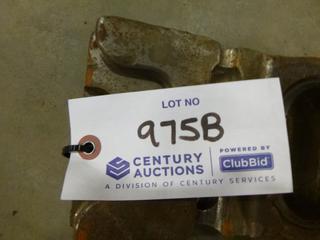 LOT NO
975B
CENTURY AUCTIONS
POWERED BY ClubBid
A DIVISION OF CENTURY SERVICES